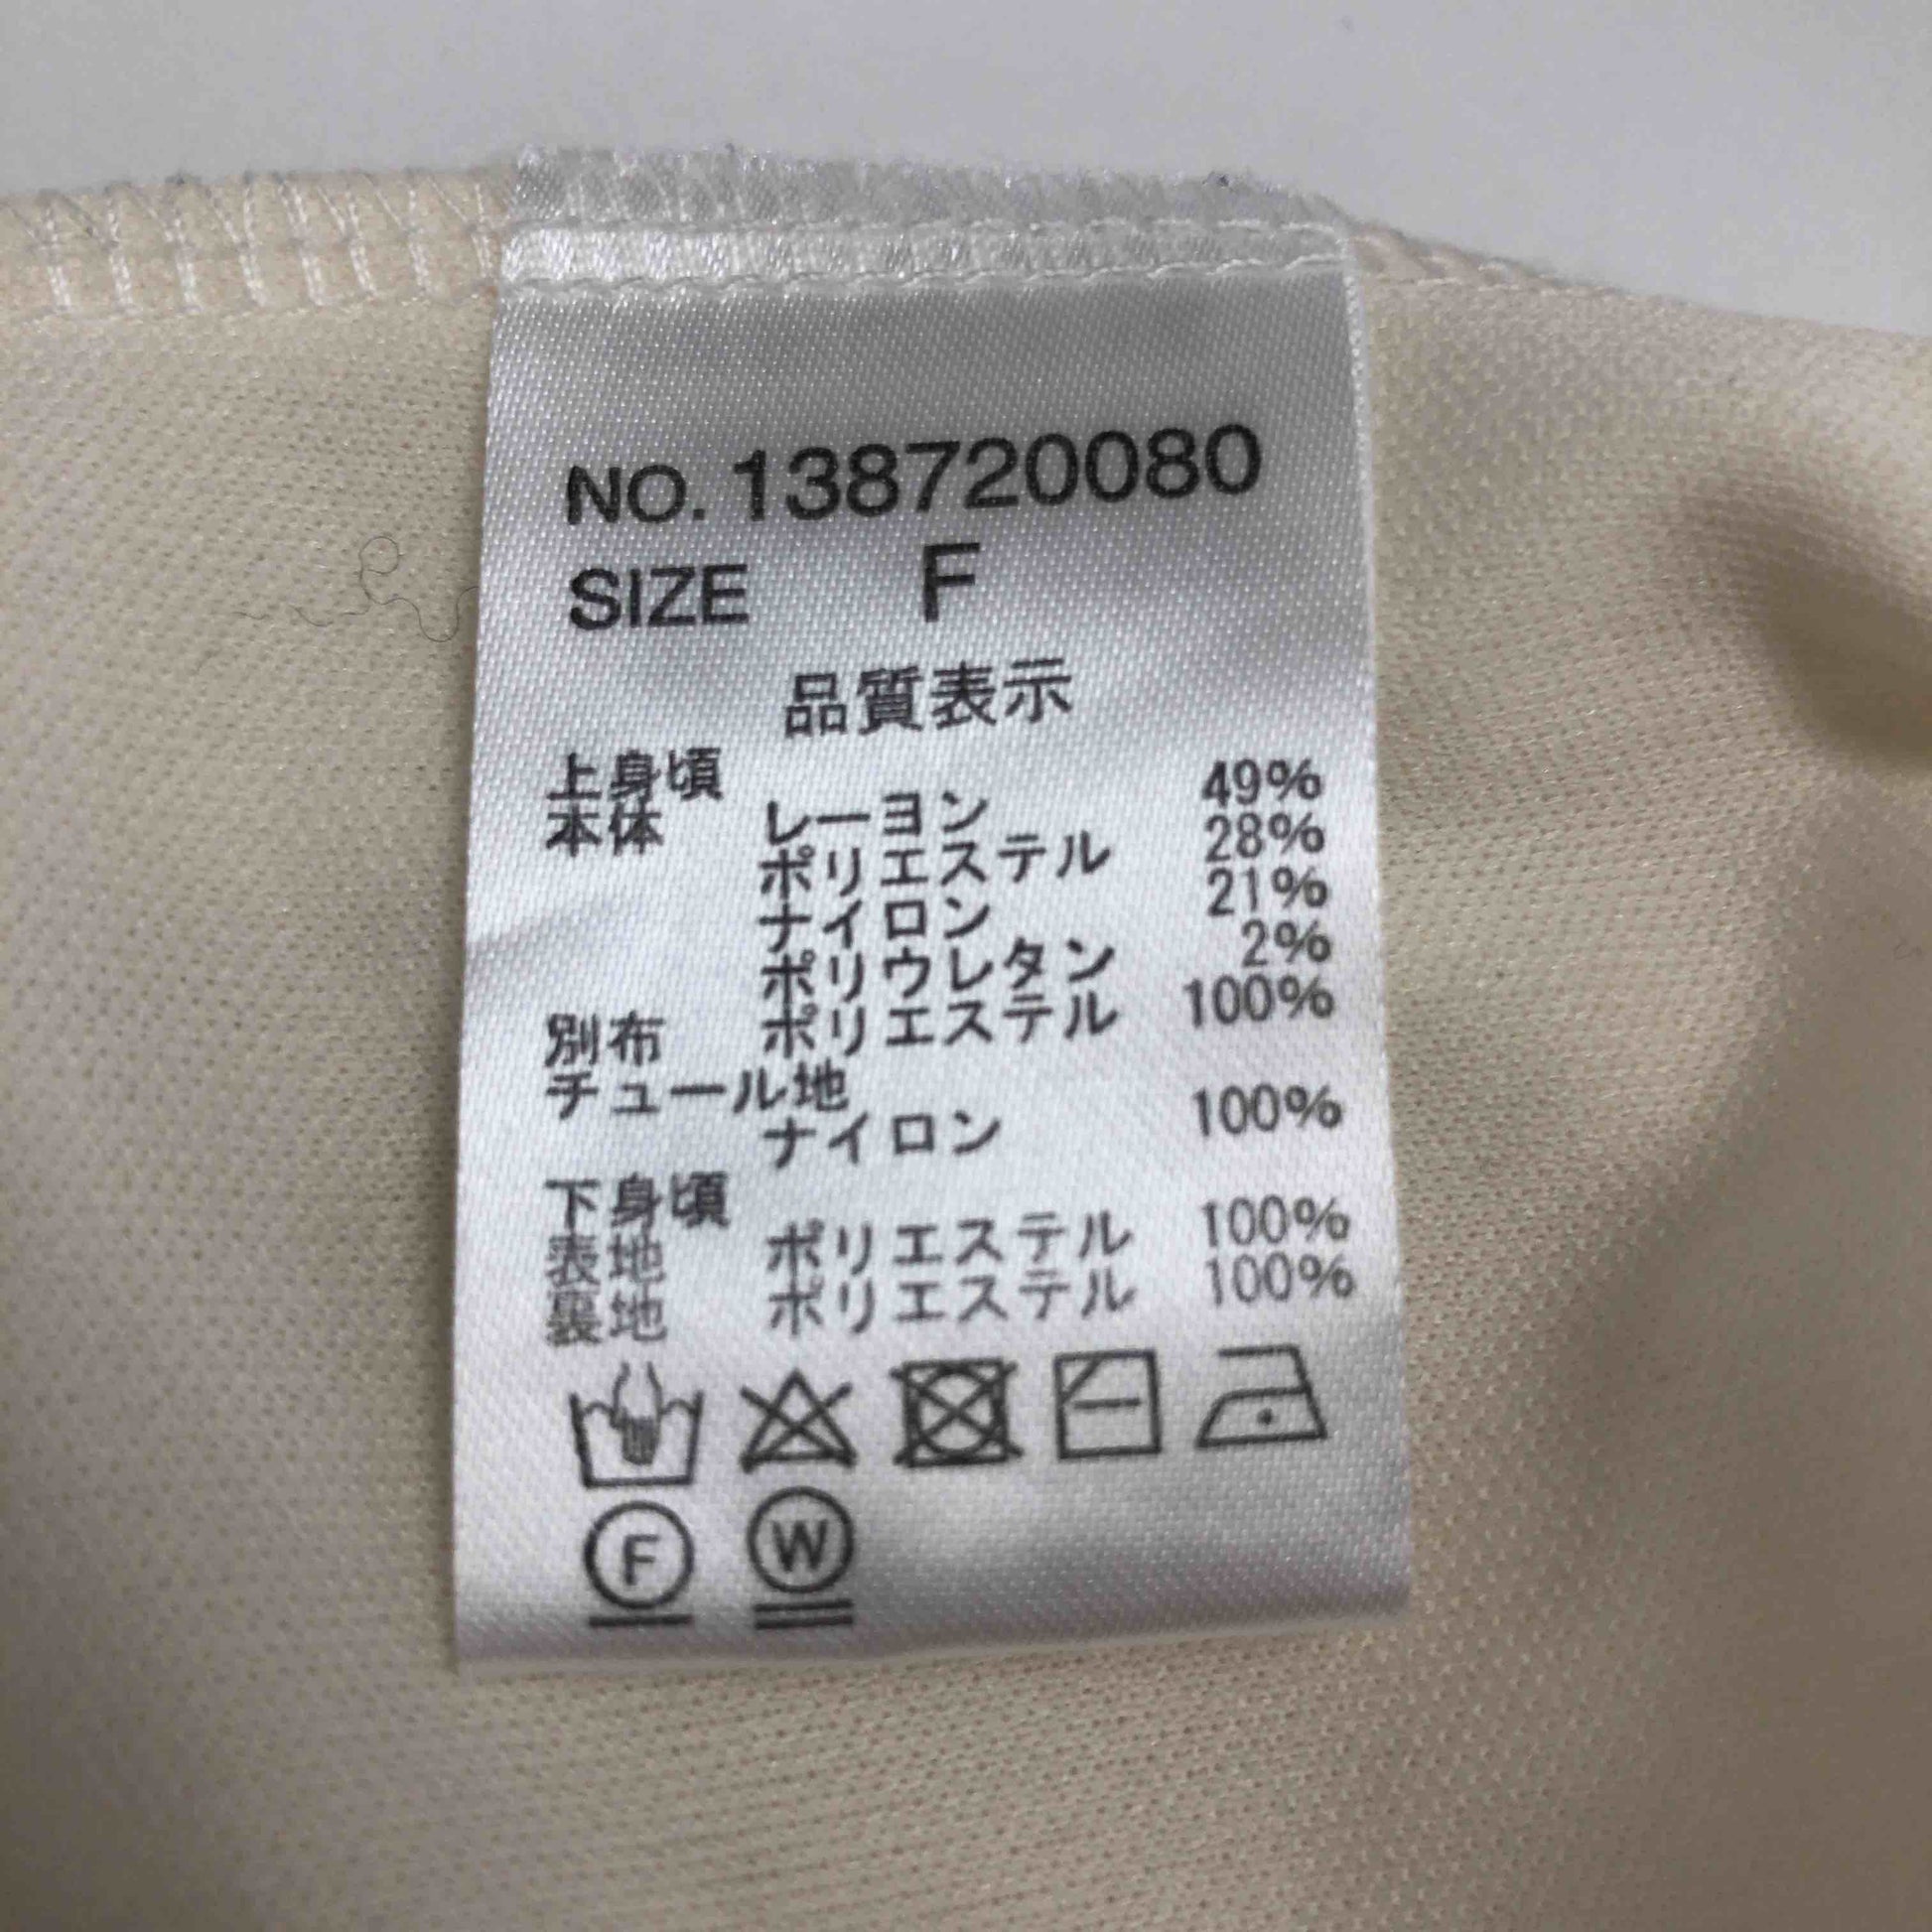 NO. 138720080
SIZE F
品質表示
上身頃
本体 レーヨン 49%
ポリエステル 28%
ナイロン 21%
ポリウレタン 2%
別布 ポリエステル 100%
チュール地
ナイロン 100%
下身頃
表地 ポリエステル 100%
裏地 ポリエステル 100%
F W